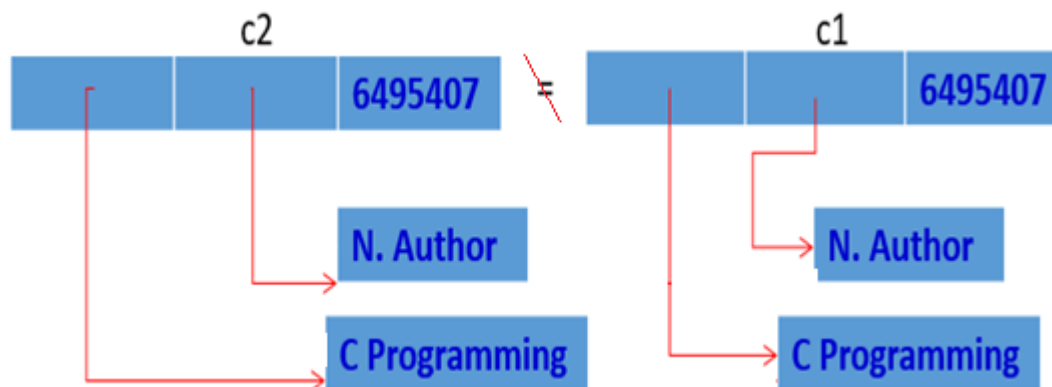 c2 c1
6495407 = 6495407
N. Author N. Author
C Programming C Programming